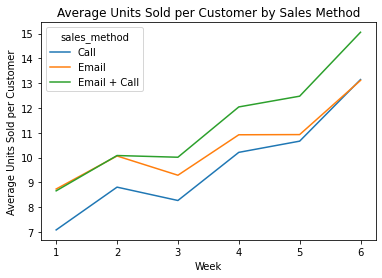 Average Units Sold per Customer by Sales Method
sales_method
Call
Email
Email + Call
Average Units Sold per Customer
15
14
13
12
11
10
9
8
7
1 2 3 4 5 6
Week